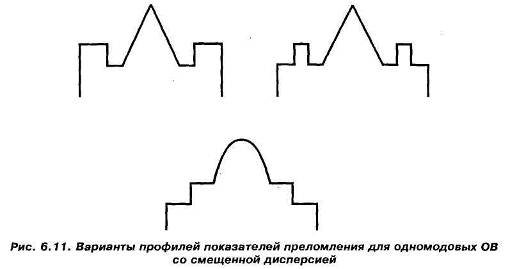 Рис. 6.11. Варианты профилей показателей преломления для одномодовых ОВ
со смещенной дисперсией